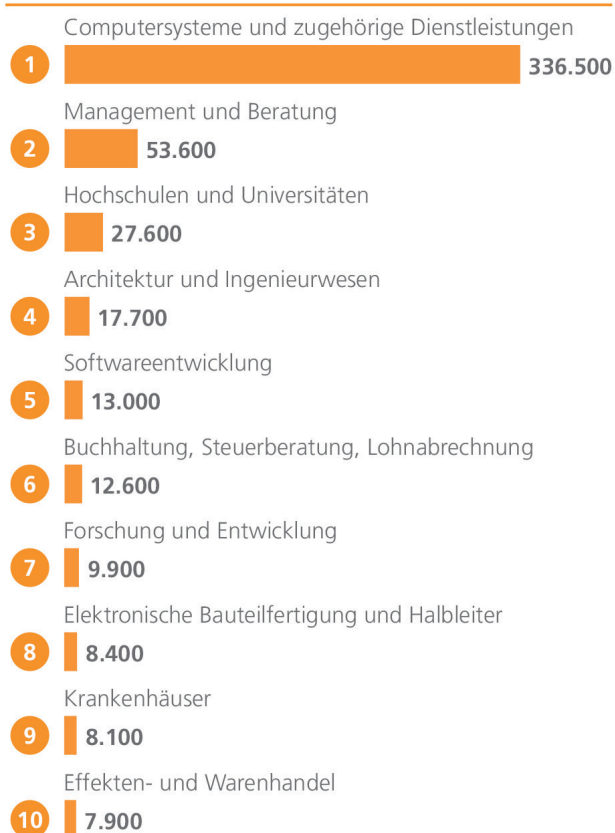 Computersysteme und zugehörige Dienstleistungen
1 336.500
Management und Beratung
2 53.600
Hochschulen und Universitäten
3 27.600
Architektur und Ingenieurwesen
4 17.700
Softwareentwicklung
5 13.000
Buchhaltung, Steuerberatung, Lohnabrechnung
6 12.600
Forschung und Entwicklung
7 9.900
Elektronische Bauteilfertigung und Halbleiter
8 8.400
Krankenhäuser
9 8.100
Effekten- und Warenhandel
10 7.900